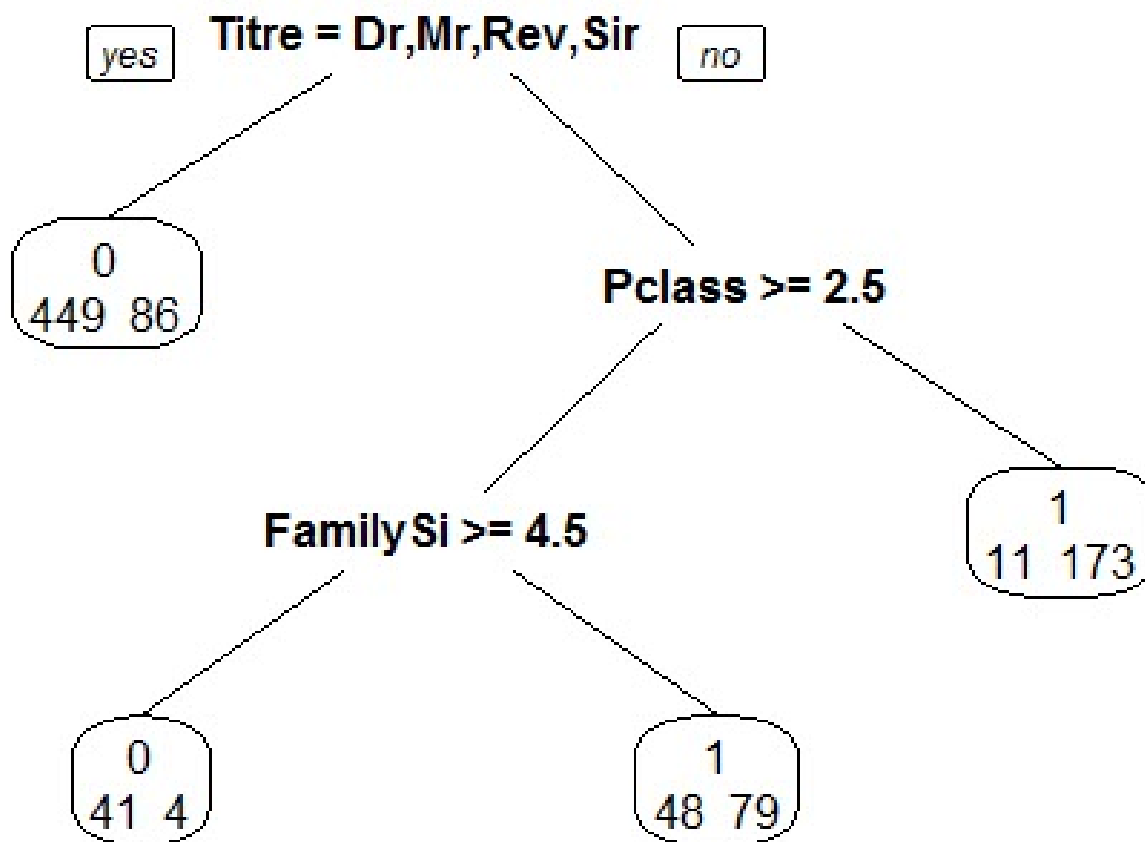 yes Titre = Dr,Mr,Rev,Sir no
0
449 86
Pclass >= 2.5
1
11 173
FamilySi >= 4.5
0
41 4
1
48 79